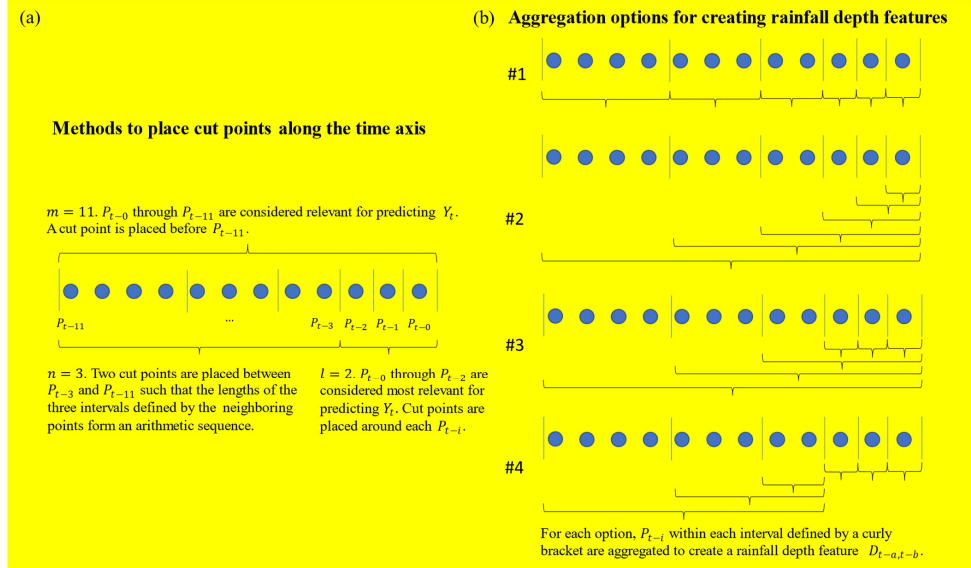 (a)
Methods to place cut points along the time axis
m = 11. P_{t−0} through P_{t−11} are considered relevant for predicting Y_t.
A cut point is placed before P_{t−11}.
P_{t−11} ... P_{t−3} P_{t−2} P_{t−1} P_{t−0}
n = 3. Two cut points are placed between
P_{t−3} and P_{t−11} such that the lengths of the
three intervals defined by the neighboring
points form an arithmetic sequence.
l = 2. P_{t−0} through P_{t−2} are
considered most relevant for
predicting Y_t. Cut points are
placed around each P_{t−i}.
(b)
Aggregation options for creating rainfall depth features
#1
#2
#3
#4
For each option, P_{t−i} within each interval defined by a curly
bracket are aggregated to create a rainfall depth feature D_{t−a,t−b}.